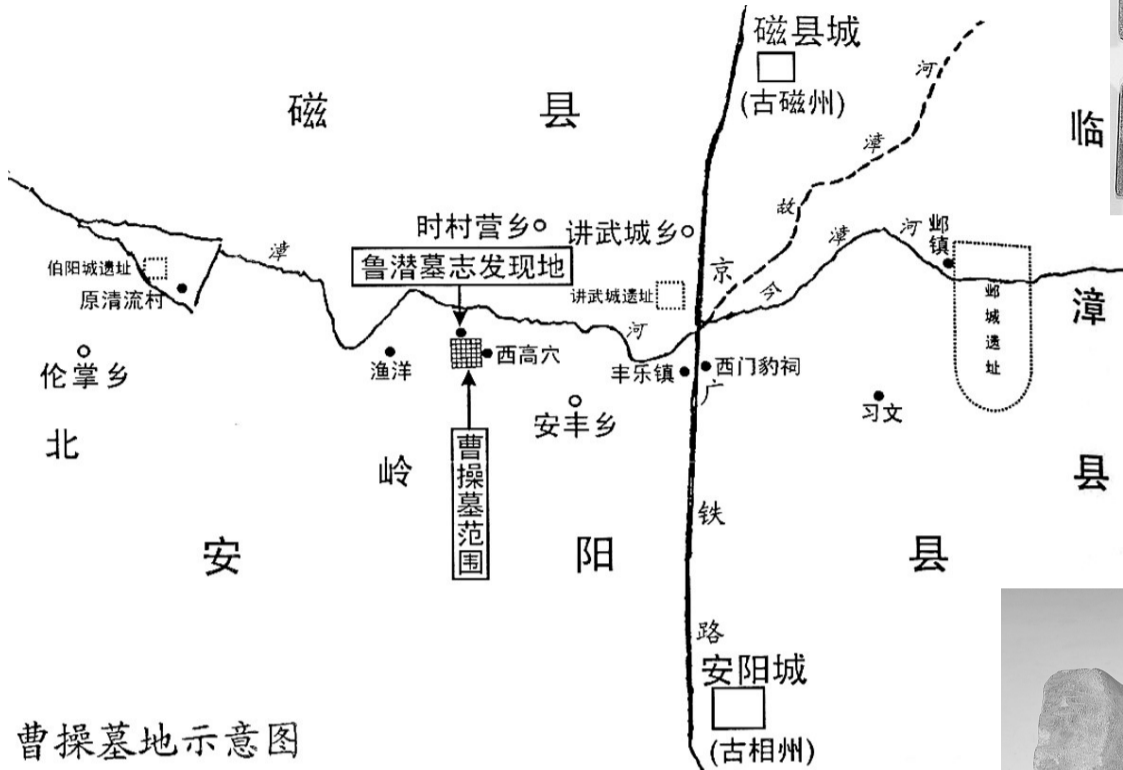 磁县城
(古磁州)
磁 县
临漳县
故漳河
今漳河
漳河
时村营乡
讲武城乡
邺镇
鲁潜墓志发现地
伯阳城遗址
原清流村
讲武城遗址
邺城遗址
京广铁路
伦掌乡
渔洋
西高穴
丰乐镇
西门豹祠
安丰乡
习文
北岭
曹操墓范围
安阳县
安阳城
(古相州)
曹操墓地示意图